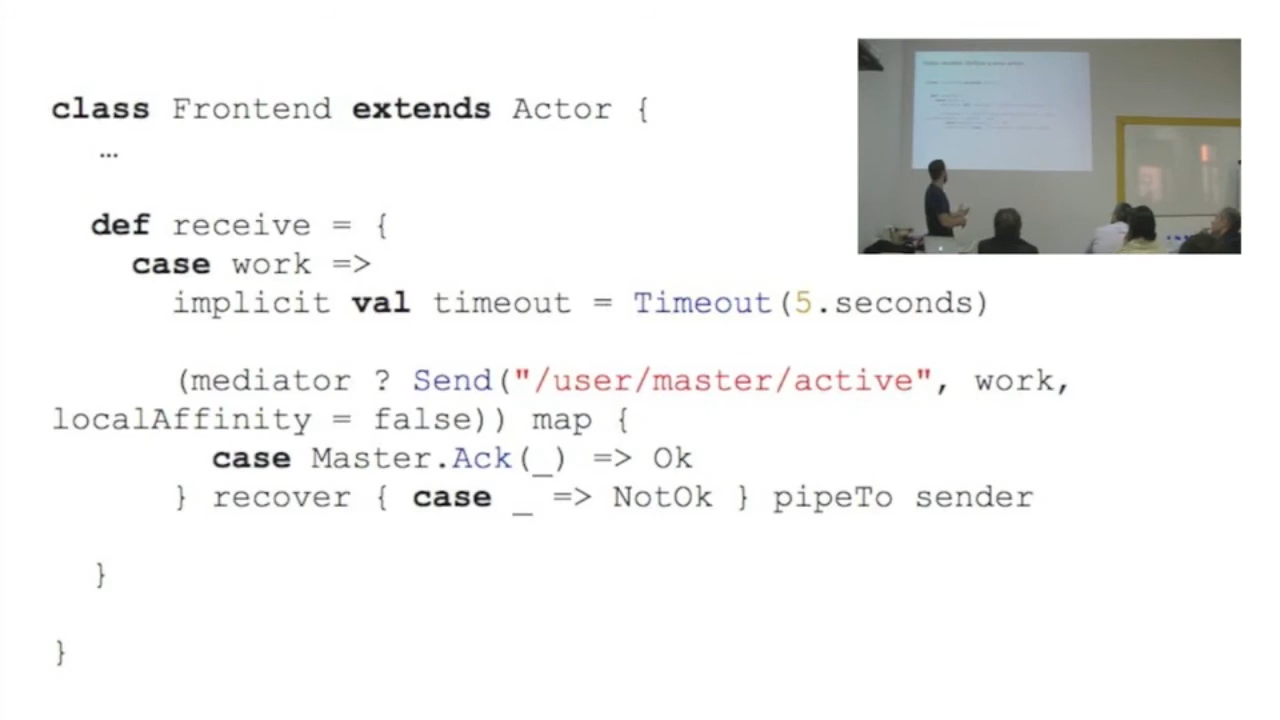 class Frontend extends Actor {
…
def receive = {
case work =>
implicit val timeout = Timeout(5.seconds)
(mediator ? Send("/user/master/active", work,
localAffinity = false)) map {
case Master.Ack(_) => Ok
} recover { case _ => NotOk } pipeTo sender
}
}